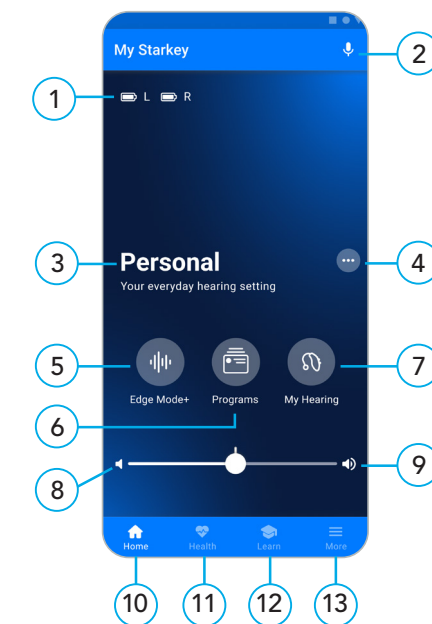 My Starkey
2
1
L R
3
Personal
4
Your everyday hearing setting
5
7
Edge Mode+ Programs My Hearing
6
8
9
Home Health Learn More
10 11 12 13